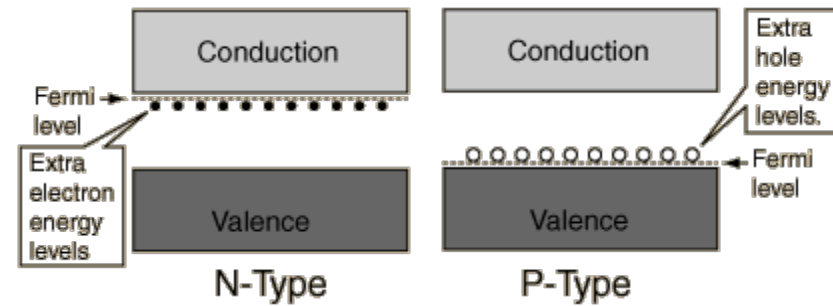 Conduction
Fermi
level
Extra
electron
energy
levels
Valence
N-Type
Conduction
Extra
hole
energy
levels.
Fermi
level
Valence
P-Type